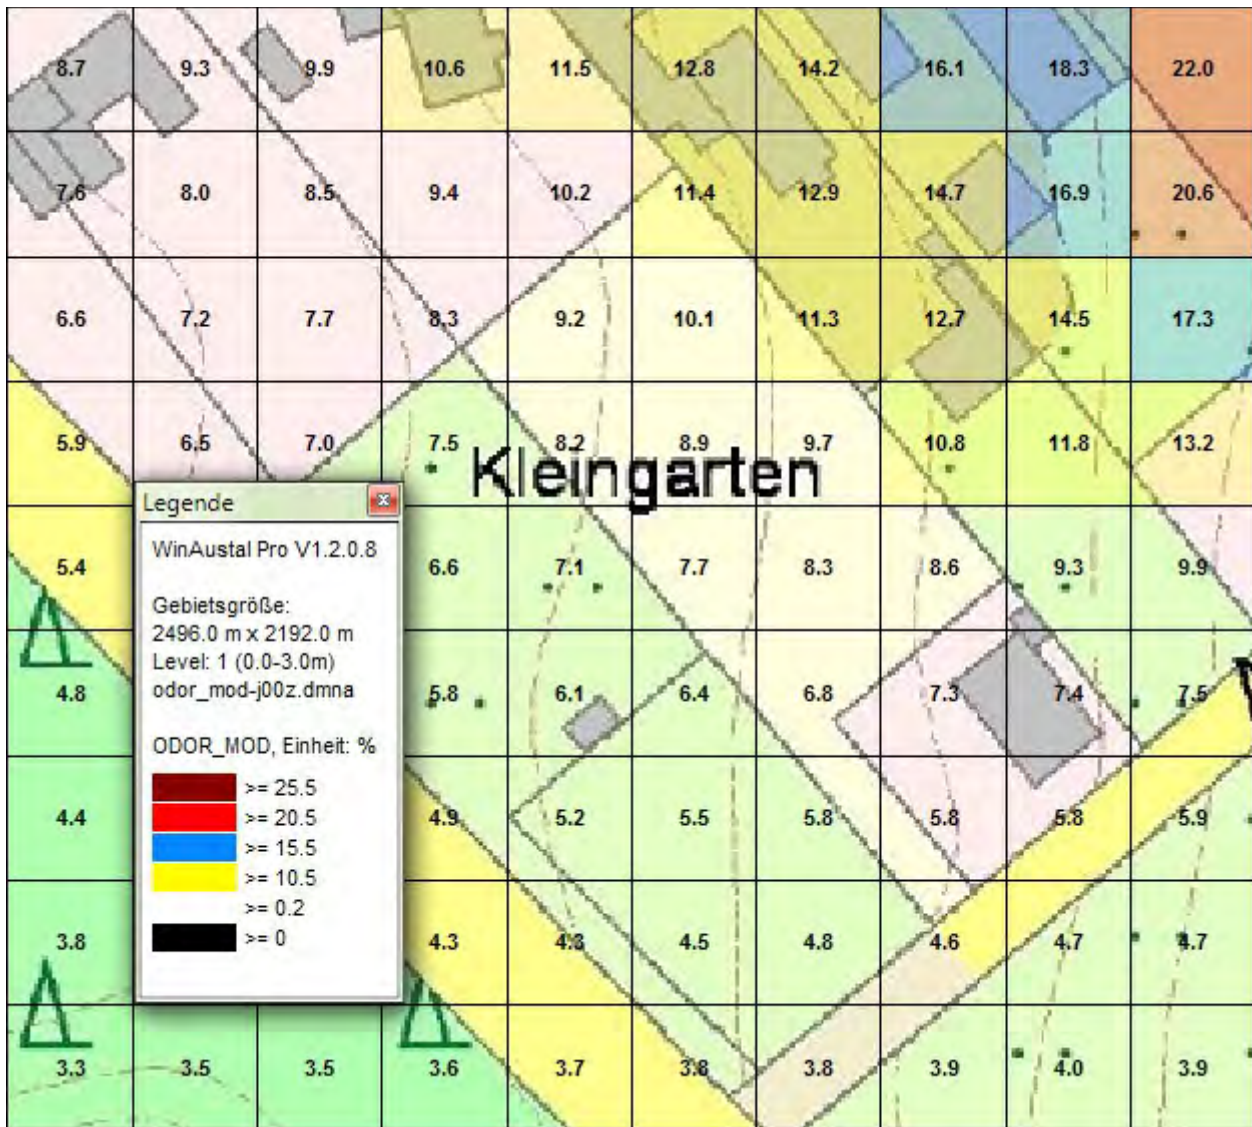 8.7 9.3 9.9 10.6 11.5 12.8 14.2 16.1 18.3 22.0
7.6 8.0 8.5 9.4 10.2 11.4 12.9 14.7 16.9 20.6
6.6 7.2 7.7 8.3 9.2 10.1 11.3 12.7 14.5 17.3
5.9 6.5 7.0 7.5 8.2 8.9 9.7 10.8 11.8 13.2
Kleingarten
5.4 6.6 7.1 7.7 8.3 8.6 9.3 9.9
4.8 5.8 6.1 6.4 6.8 7.3 7.4 7.5
4.4 4.9 5.2 5.5 5.8 5.8 5.8 5.9
3.8 4.3 4.3 4.5 4.8 4.6 4.7 4.7
3.3 3.5 3.5 3.6 3.7 3.8 3.8 3.9 4.0 3.9
Legende
WinAustal Pro V1.2.0.8
Gebietsgröße:
2496.0 m x 2192.0 m
Level: 1 (0.0-3.0m)
odor_mod-j00z.dmna
ODOR_MOD, Einheit: %
>= 25.5
>= 20.5
>= 15.5
>= 10.5
>= 0.2
>= 0